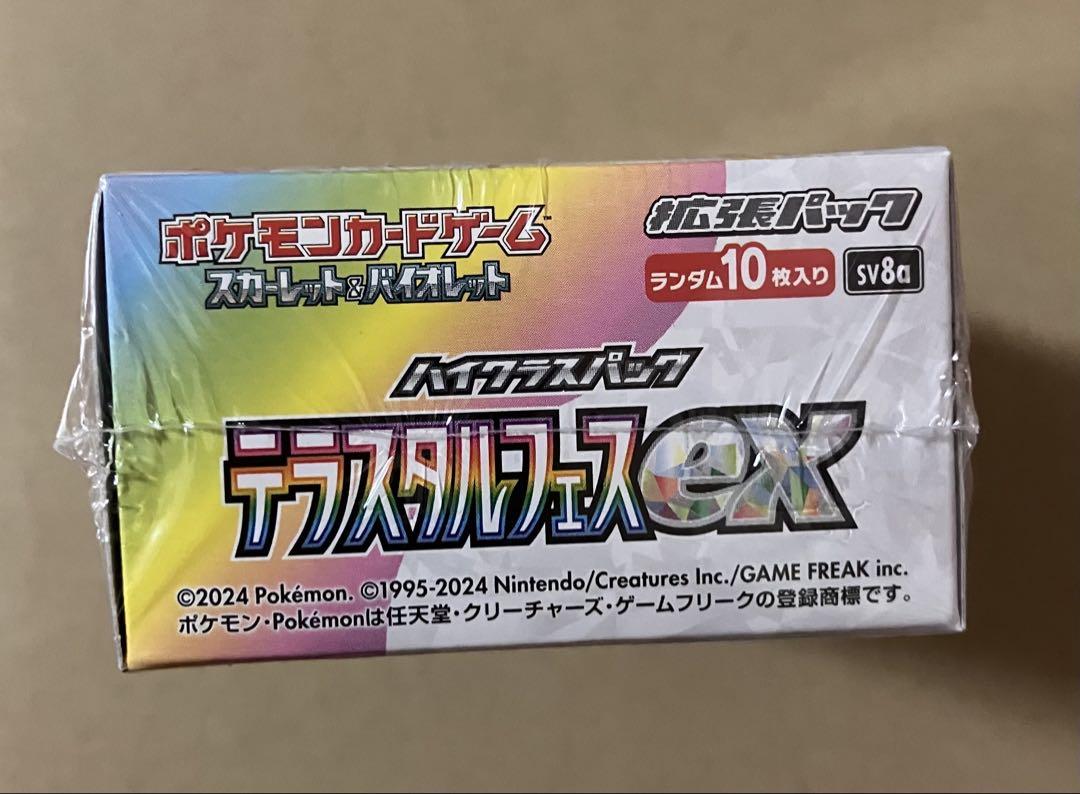 ポケモンカードゲーム™
スカーレット&バイオレット
拡張パック
ランダム10枚入り
sv8a
ハイクラスパック
テラスタルフェスex
©2024 Pokémon. ©1995-2024 Nintendo/Creatures Inc./GAME FREAK inc.
ポケモン・Pokémonは任天堂・クリーチャーズ・ゲームフリークの登録商標です。